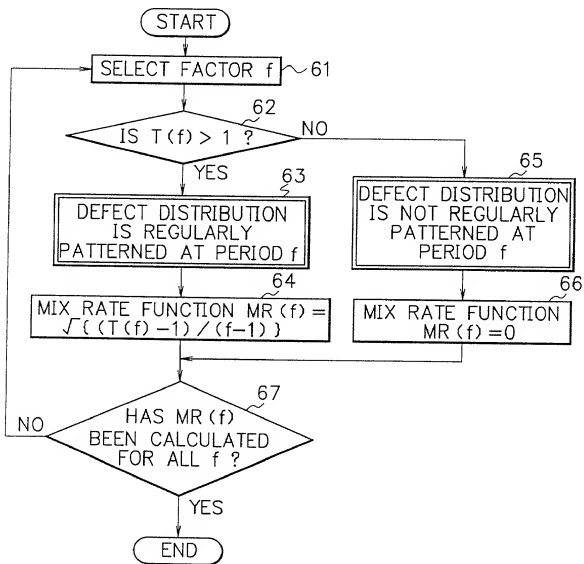 START
SELECT FACTOR f
61
62
IS T(f) > 1 ?
NO
YES
63
DEFECT DISTRIBUTION
IS REGULARLY
PATTERNED AT PERIOD f
65
DEFECT DISTRIBUTION
IS NOT REGULARLY
PATTERNED AT
PERIOD f
64
MIX RATE FUNCTION MR(f)=
√{(T(f)-1)/(f-1)}
66
MIX RATE FUNCTION
MR(f)=0
67
HAS MR(f)
BEEN CALCULATED
FOR ALL f ?
NO
YES
END